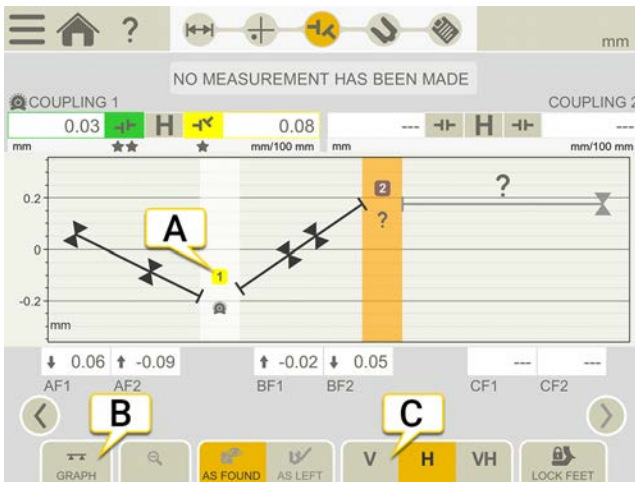 ?
mm
NO MEASUREMENT HAS BEEN MADE
COUPLING 1
COUPLING 2
0.03 H 0.08 --- H ---
mm mm/100 mm mm mm/100 mm
0.2
0
-0.2
mm
A
1
2
?
?
0.06 -0.09 -0.02 0.05 --- ---
AF1 AF2 BF1 BF2 CF1 CF2
B
C
GRAPH
AS FOUND
AS LEFT
V H VH
LOCK FEET